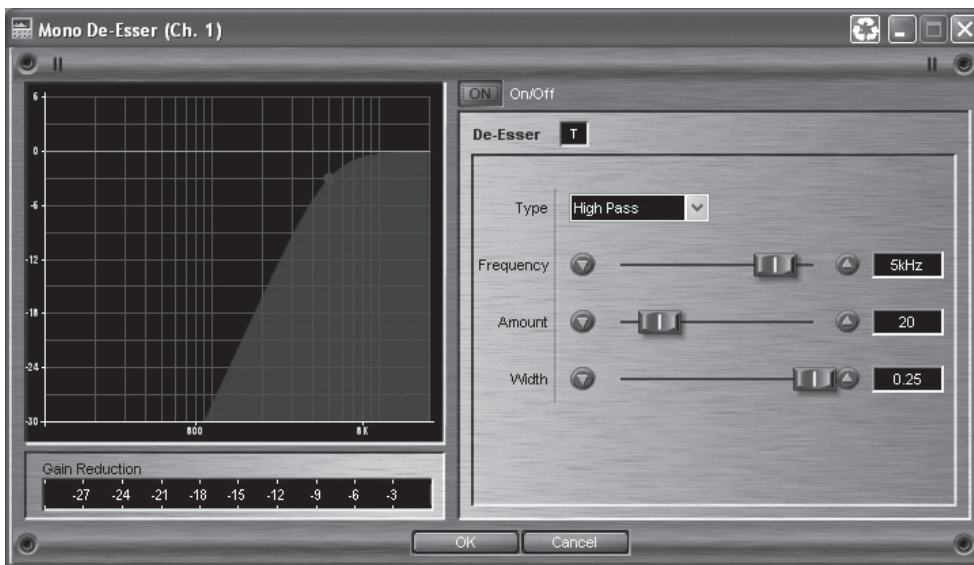 Mono De-Esser (Ch. 1)
ON On/Off
De-Esser T
Type High Pass
Frequency 5kHz
Amount 20
Width 0.25
6
0
-6
-12
-18
-24
-30
800 8K
Gain Reduction
-27 -24 -21 -18 -15 -12 -9 -6 -3
OK Cancel